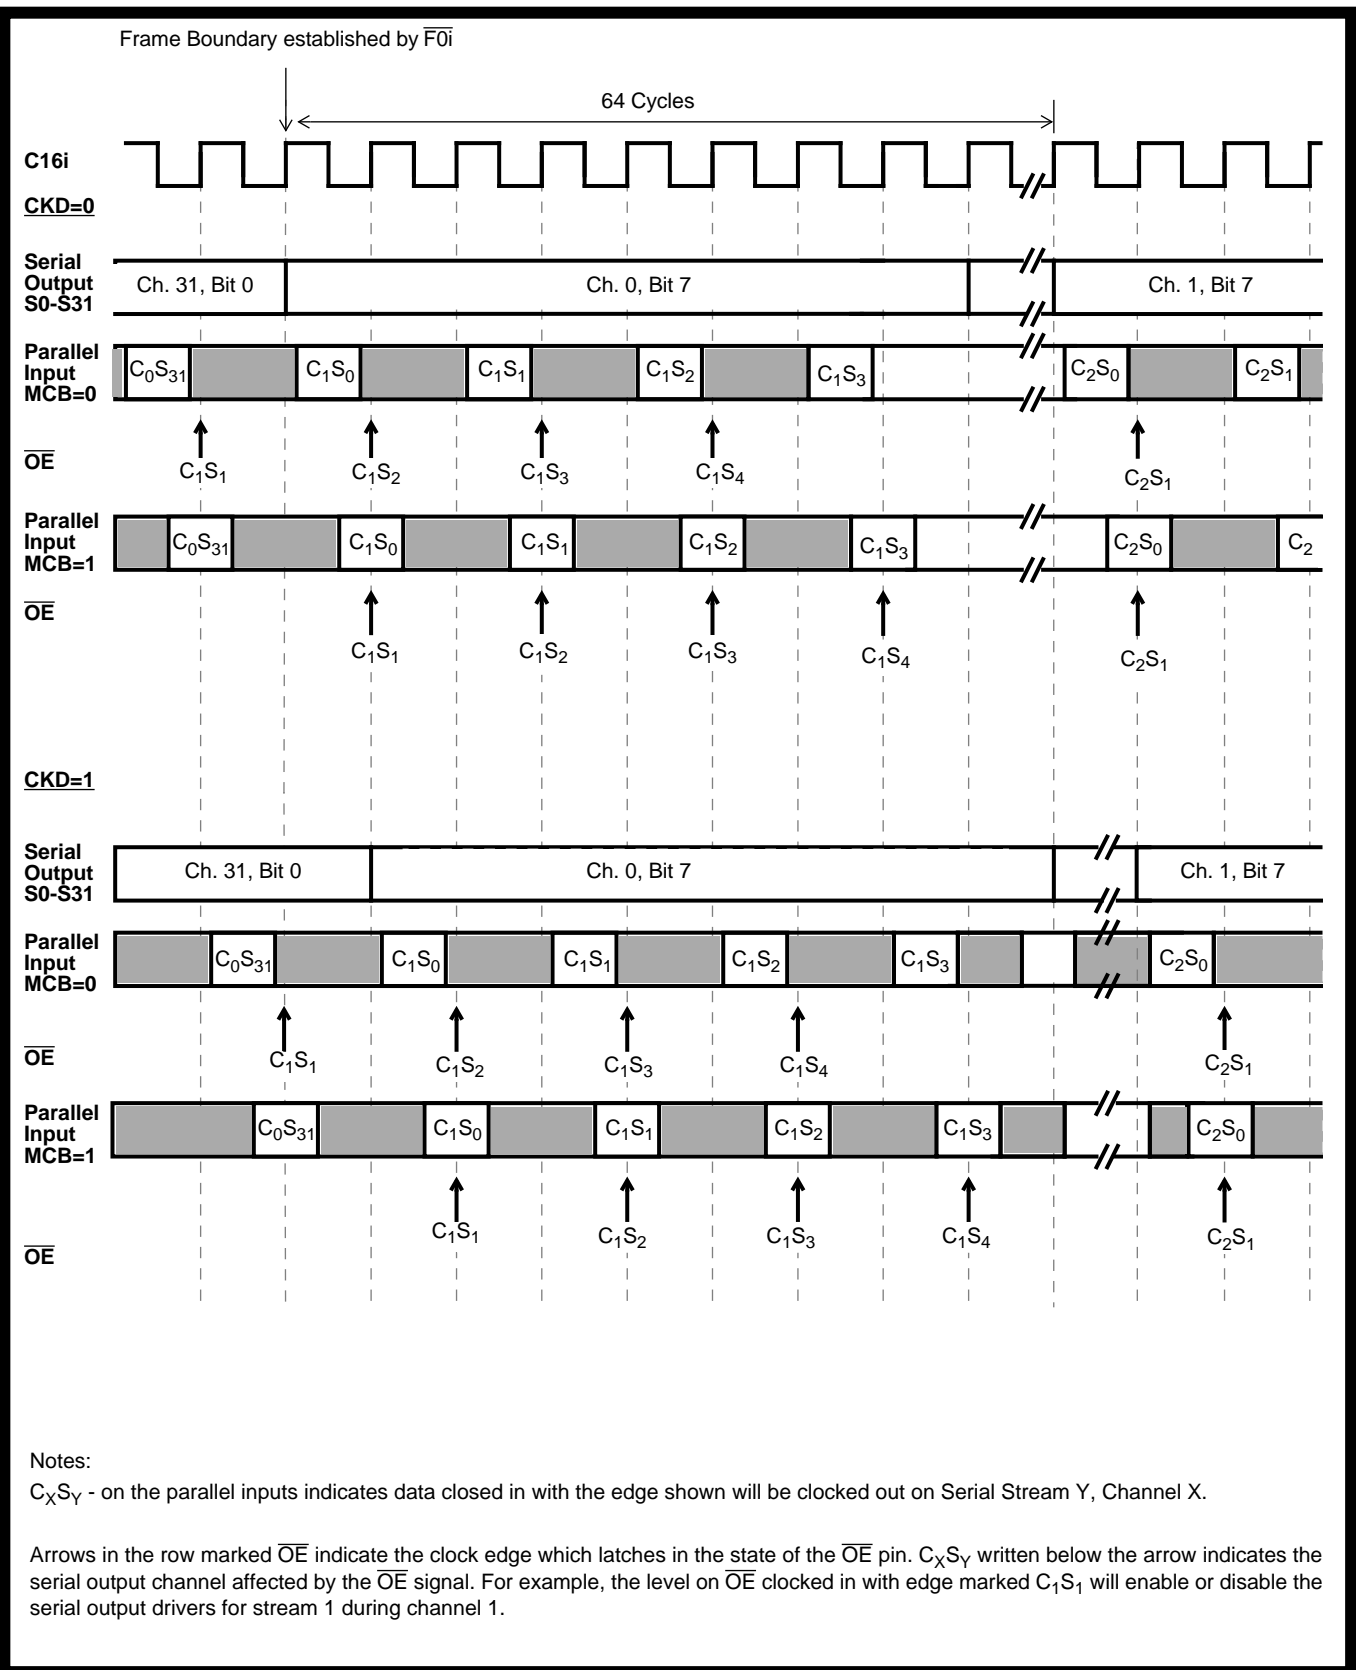 Frame Boundary established by F̅0̅i̅
64 Cycles
C16i
CKD=0
Serial
Output
S0-S31
Ch. 31, Bit 0
Ch. 0, Bit 7
Ch. 1, Bit 7
Parallel
Input
MCB=0
C₀S₃₁
C₁S₀
C₁S₁
C₁S₂
C₁S₃
C₂S₀
C₂S₁
O̅E̅
C₁S₁
C₁S₂
C₁S₃
C₁S₄
C₂S₁
Parallel
Input
MCB=1
C₀S₃₁
C₁S₀
C₁S₁
C₁S₂
C₁S₃
C₂S₀
C₂
O̅E̅
C₁S₁
C₁S₂
C₁S₃
C₁S₄
C₂S₁
CKD=1
Serial
Output
S0-S31
Ch. 31, Bit 0
Ch. 0, Bit 7
Ch. 1, Bit 7
Parallel
Input
MCB=0
C₀S₃₁
C₁S₀
C₁S₁
C₁S₂
C₁S₃
C₂S₀
O̅E̅
C₁S₁
C₁S₂
C₁S₃
C₁S₄
C₂S₁
Parallel
Input
MCB=1
C₀S₃₁
C₁S₀
C₁S₁
C₁S₂
C₁S₃
C₂S₀
O̅E̅
C₁S₁
C₁S₂
C₁S₃
C₁S₄
C₂S₁
Notes:
CXSY - on the parallel inputs indicates data closed in with the edge shown will be clocked out on Serial Stream Y, Channel X.
Arrows in the row marked O̅E̅ indicate the clock edge which latches in the state of the O̅E̅ pin. CXSY written below the arrow indicates the
serial output channel affected by the O̅E̅ signal. For example, the level on O̅E̅ clocked in with edge marked C₁S₁ will enable or disable the
serial output drivers for stream 1 during channel 1.